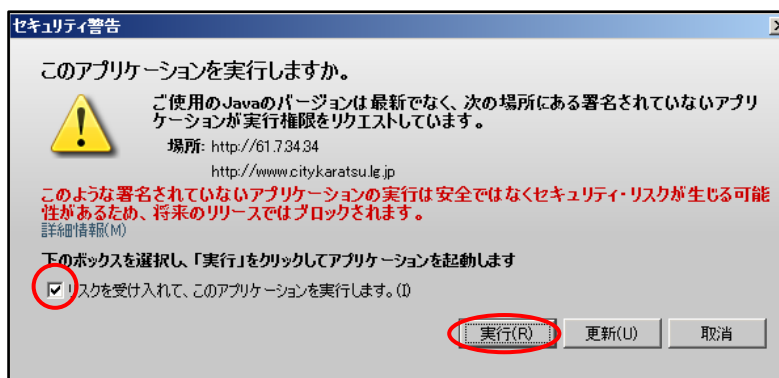 セキュリティ警告
このアプリケーションを実行しますか。
ご使用のJavaのバージョンは最新でなく、次の場所にある署名されていないアプリ
ケーションが実行権限をリクエストしています。
場所: http://61.7.34.34
http://www.city.karatsu.lg.jp
このような署名されていないアプリケーションの実行は安全ではなくセキュリティ・リスクが生じる可能
性があるため、将来のリリースではブロックされます。
詳細情報(M)
下のボックスを選択し、「実行」をクリックしてアプリケーションを起動します
リスクを受け入れて、このアプリケーションを実行します。(I)
実行(R) 更新(U) 取消